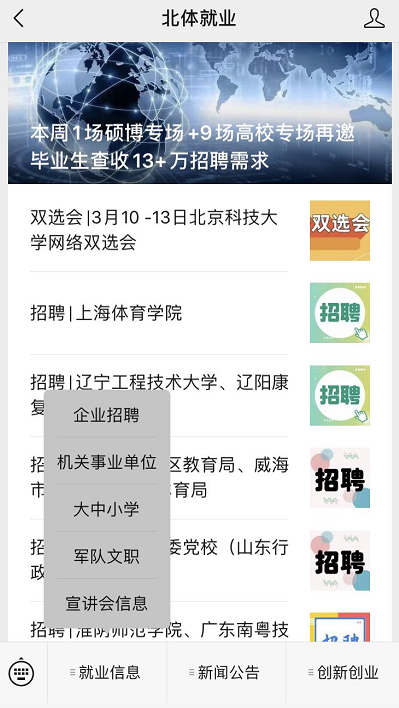 北体就业
本周1场硕博专场+9场高校专场再邀
毕业生查收13+万招聘需求
双选会|3月10 -13日北京科技大
学网络双选会
双选会
招聘|上海体育学院
招聘
招聘|辽宁工程技术大学、辽阳康
复
招聘
招
区教育局、威海
市
育局
招聘
招
委党校（山东行
政
招聘
招聘|淮阴师范学院、广东南粤技
招聘
企业招聘
机关事业单位
大中小学
军队文职
宣讲会信息
就业信息
新闻公告
创新创业